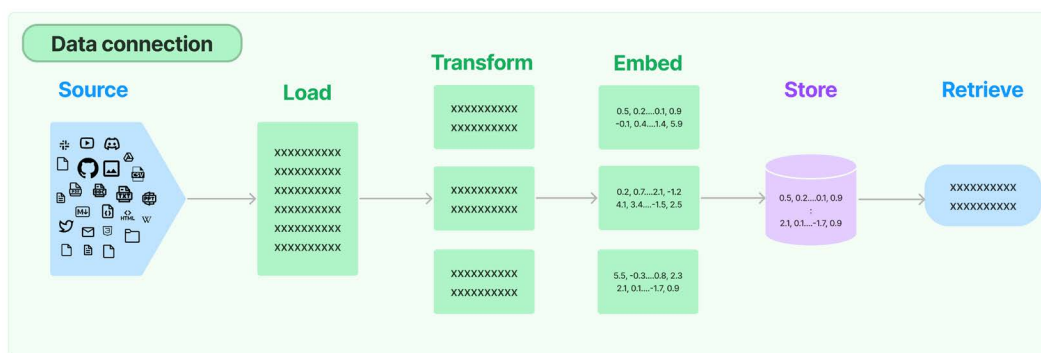 Data connection
Source
Load
Transform
Embed
Store
Retrieve
CSV
TXT
M↓
HTML
W
XXXXXXXXXX
XXXXXXXXXX
XXXXXXXXXX
XXXXXXXXXX
XXXXXXXXXX
XXXXXXXXXX
XXXXXXXXXX
XXXXXXXXXX
XXXXXXXXXX
XXXXXXXXXX
XXXXXXXXXX
XXXXXXXXXX
0.5, 0.2....0.1, 0.9
-0.1, 0.4....1.4, 5.9
0.2, 0.7....2.1, -1.2
4.1, 3.4....-1.5, 2.5
5.5, -0.3....0.8, 2.3
2.1, 0.1....-1.7, 0.9
0.5, 0.2....0.1, 0.9
:
2.1, 0.1....-1.7, 0.9
XXXXXXXXXX
XXXXXXXXXX